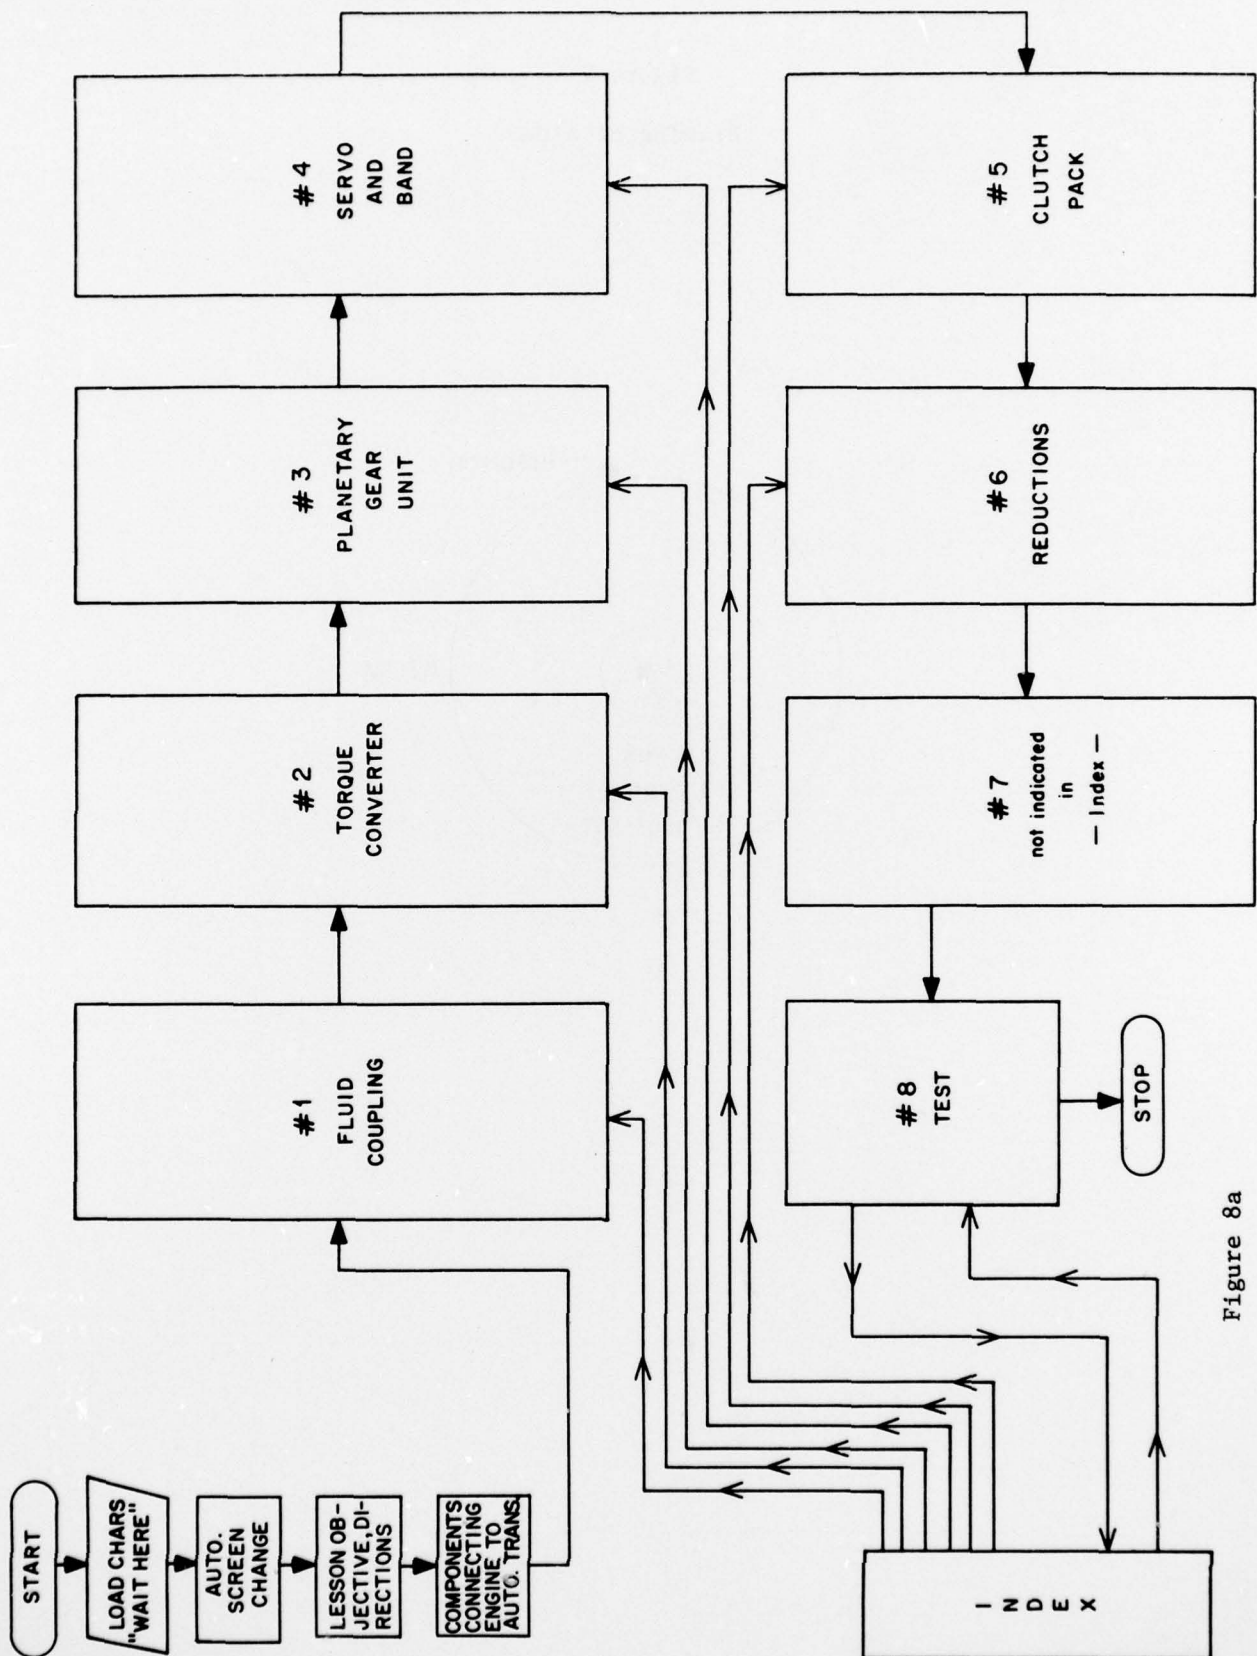 START
LOAD CHARS
"WAIT HERE"
AUTO.
SCREEN
CHANGE
LESSON OB-
JECTIVE, DI-
RECTIONS
COMPONENTS
CONNECTING
ENGINE TO
AUTO. TRANS.
#1
FLUID
COUPLING
#2
TORQUE
CONVERTER
#3
PLANETARY
GEAR
UNIT
#4
SERVO
AND
BAND
#5
CLUTCH
PACK
#6
REDUCTIONS
#7
not indicated
in
— Index —
#8
TEST
STOP
INDEX
Figure 8a